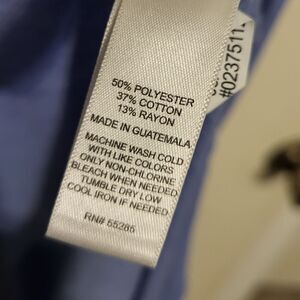 50% POLYESTER
37% COTTON
13% RAYON
MADE IN GUATEMALA
MACHINE WASH COLD
WITH LIKE COLORS
ONLY NON-CHLORINE
BLEACH WHEN NEEDED
TUMBLE DRY LOW
COOL IRON IF NEEDED
RN# 55285
#0237511